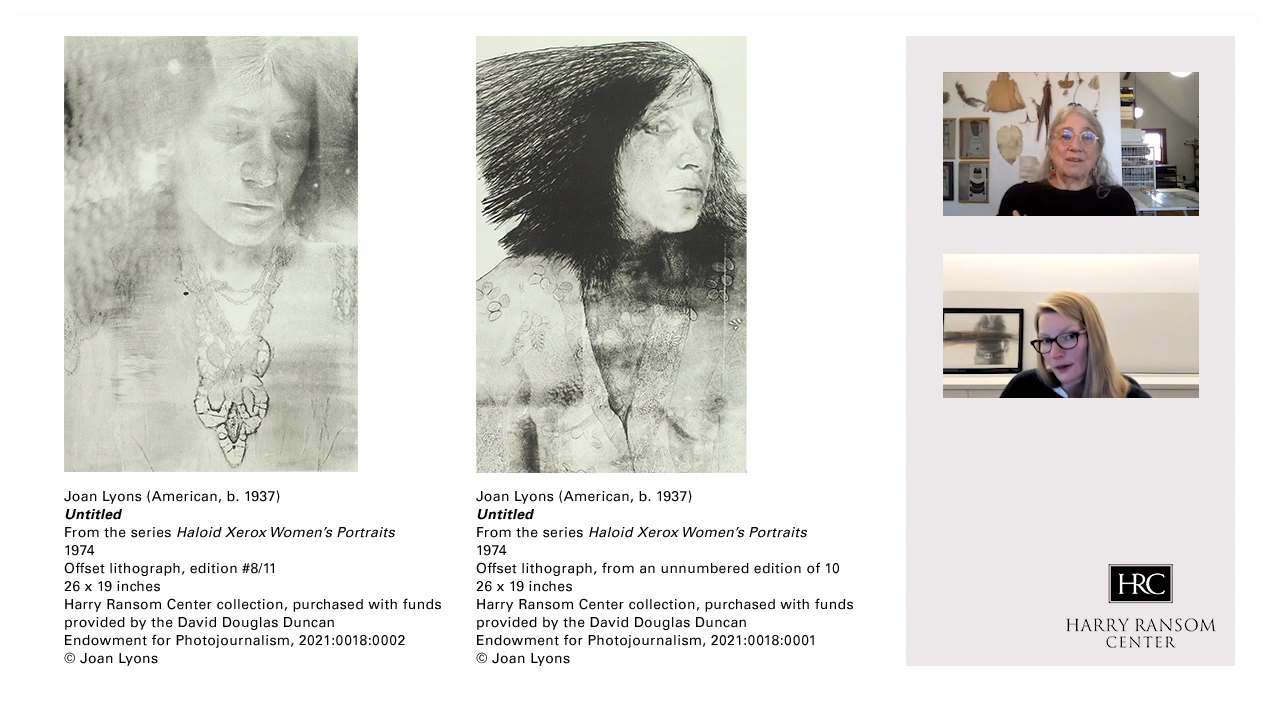 Joan Lyons (American, b. 1937)
Untitled
From the series Haloid Xerox Women's Portraits
1974
Offset lithograph, edition #8/11
26 x 19 inches
Harry Ransom Center collection, purchased with funds
provided by the David Douglas Duncan
Endowment for Photojournalism, 2021:0018:0002
© Joan Lyons
Joan Lyons (American, b. 1937)
Untitled
From the series Haloid Xerox Women's Portraits
1974
Offset lithograph, from an unnumbered edition of 10
26 x 19 inches
Harry Ransom Center collection, purchased with funds
provided by the David Douglas Duncan
Endowment for Photojournalism, 2021:0018:0001
© Joan Lyons
HRC
HARRY RANSOM
CENTER